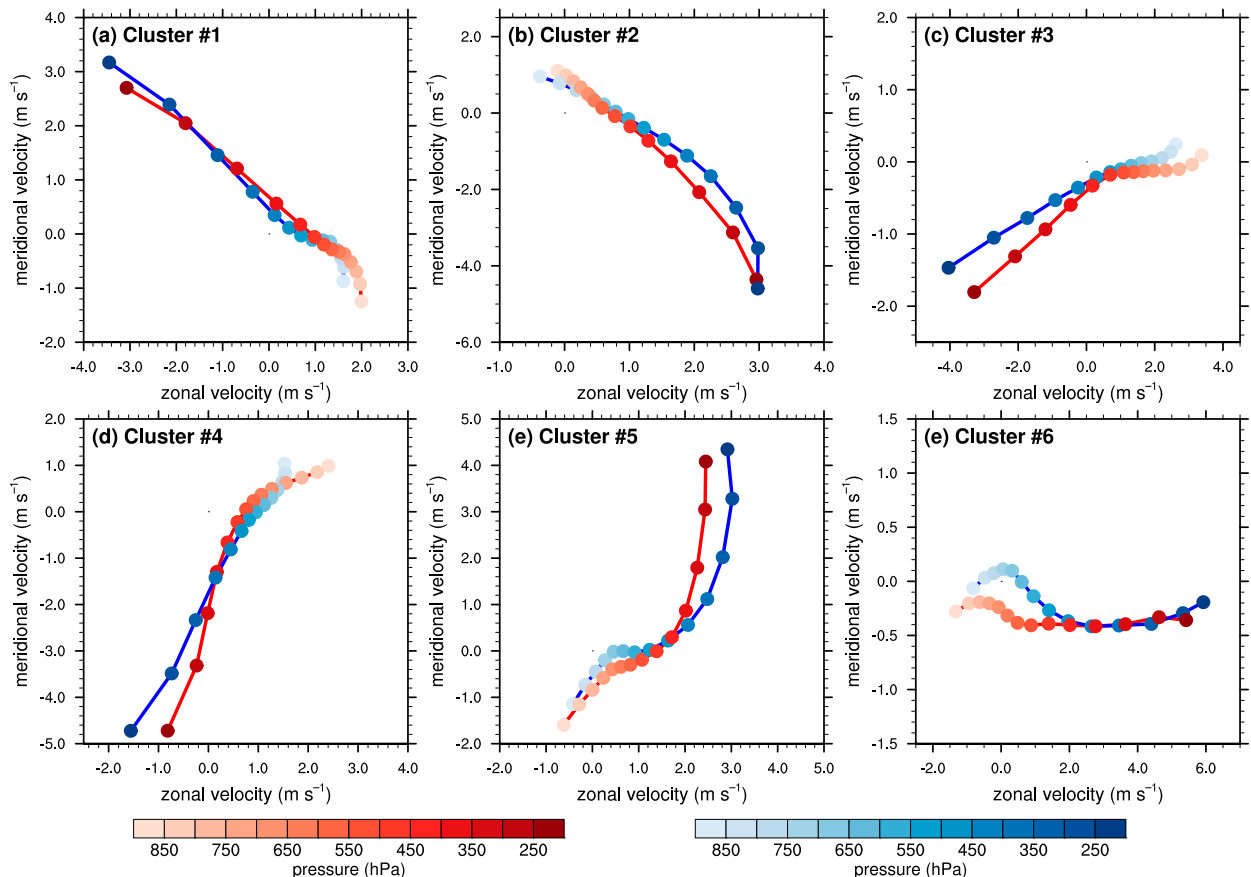 (a) Cluster #1
4.0
3.0
2.0
1.0
0.0
-1.0
-2.0
-4.0 -3.0 -2.0 -1.0 0.0 1.0 2.0 3.0
zonal velocity (m s⁻¹)
meridional velocity (m s⁻¹)
(b) Cluster #2
2.0
0.0
-2.0
-4.0
-6.0
-1.0 0.0 1.0 2.0 3.0 4.0
zonal velocity (m s⁻¹)
meridional velocity (m s⁻¹)
(c) Cluster #3
2.0
1.0
0.0
-1.0
-2.0
-4.0 -2.0 0.0 2.0 4.0
zonal velocity (m s⁻¹)
meridional velocity (m s⁻¹)
(d) Cluster #4
2.0
1.0
0.0
-1.0
-2.0
-3.0
-4.0
-5.0
-2.0 -1.0 0.0 1.0 2.0 3.0 4.0
zonal velocity (m s⁻¹)
meridional velocity (m s⁻¹)
(e) Cluster #5
5.0
4.0
3.0
2.0
1.0
0.0
-1.0
-2.0
-1.0 0.0 1.0 2.0 3.0 4.0 5.0
zonal velocity (m s⁻¹)
meridional velocity (m s⁻¹)
(e) Cluster #6
1.5
1.0
0.5
0.0
-0.5
-1.0
-1.5
-2.0 0.0 2.0 4.0 6.0
zonal velocity (m s⁻¹)
meridional velocity (m s⁻¹)
850 750 650 550 450 350 250
pressure (hPa)
850 750 650 550 450 350 250
pressure (hPa)